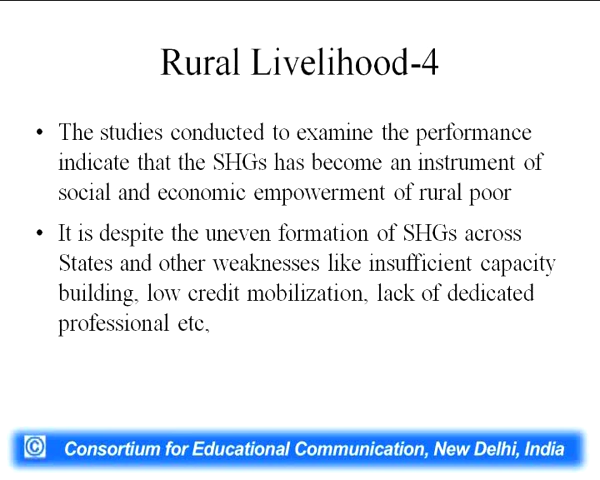 Rural Livelihood-4
• The studies conducted to examine the performance
indicate that the SHGs has become an instrument of
social and economic empowerment of rural poor
• It is despite the uneven formation of SHGs across
States and other weaknesses like insufficient capacity
building, low credit mobilization, lack of dedicated
professional etc,
© Consortium for Educational Communication, New Delhi, India